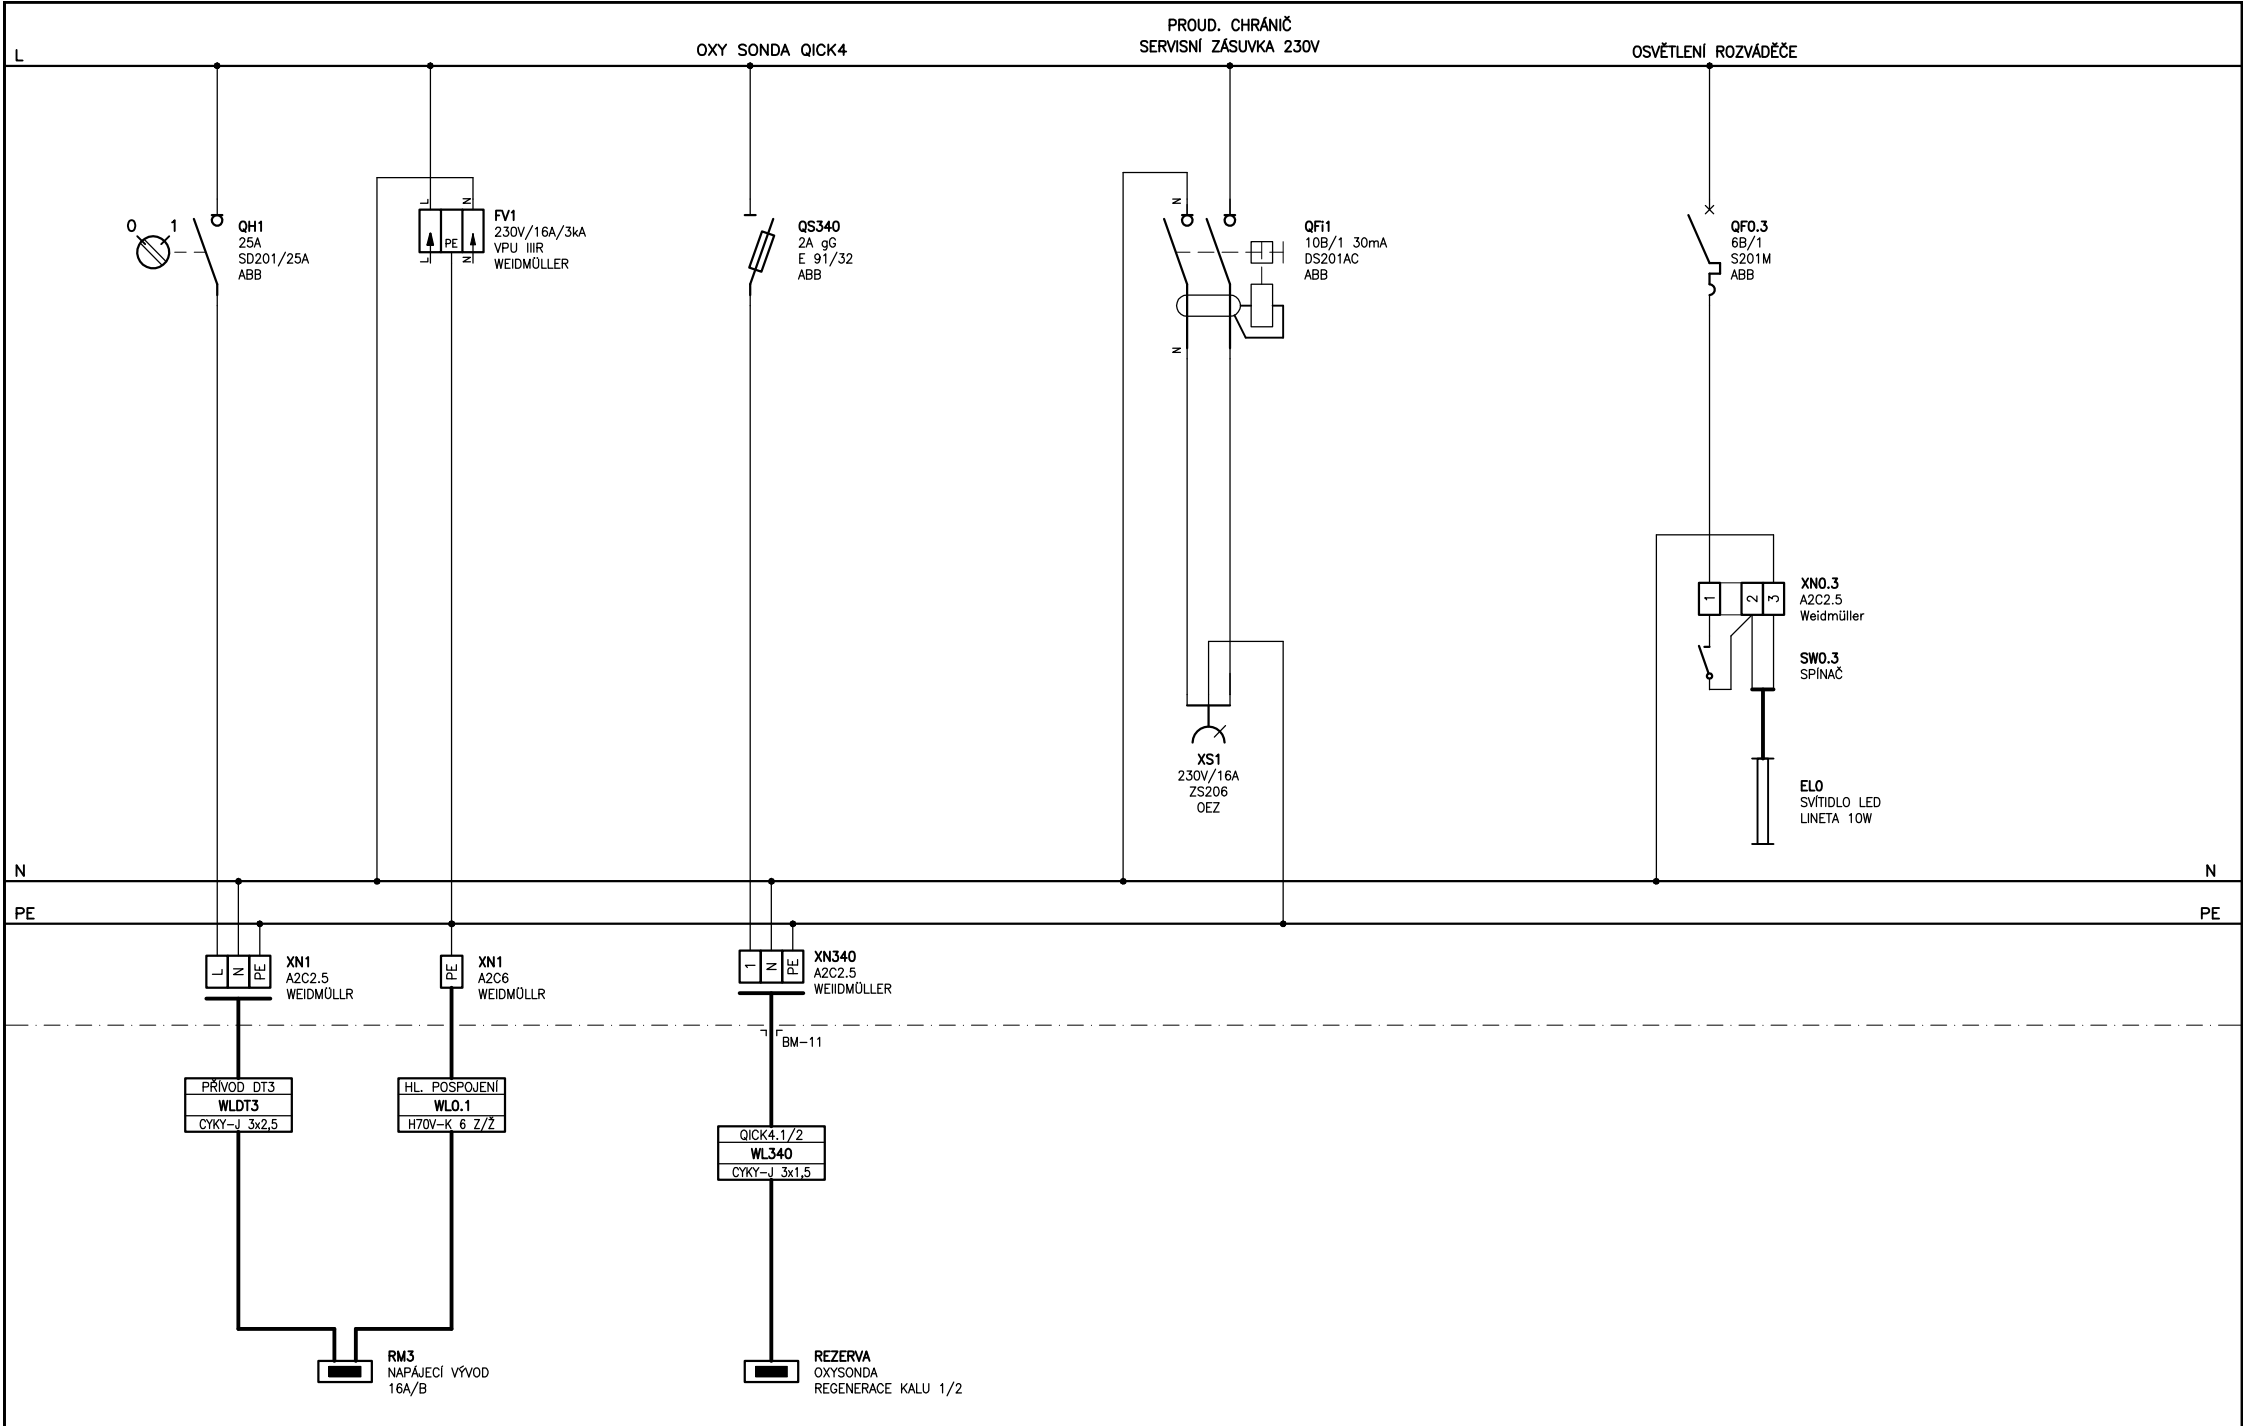 PROUD. CHRÁNIČ
SERVISNÍ ZÁSUVKA 230V
OXY SONDA QICK4
OSVĚTLENÍ ROZVÁDĚČE
L
0 1
QH1
25A
SD201/25A
ABB
L N
PE
L N
FV1
230V/16A/3kA
VPU IIIR
WEIDMÜLLER
QS340
2A gG
E 91/32
ABB
N
N
QFi1
10B/1 30mA
DS201AC
ABB
QF0.3
6B/1
S201M
ABB
1 2 3
XN0.3
A2C2.5
Weidmüller
SW0.3
SPÍNAČ
XS1
230V/16A
ZS206
OEZ
EL0
SVÍTIDLO LED
LINETA 10W
N
N
PE
PE
L N PE
XN1
A2C2.5
WEIDMÜLLR
PE
XN1
A2C6
WEIDMÜLLR
1 N PE
XN340
A2C2.5
WEIIDMÜLLER
BM-11
PŘÍVOD DT3
WLDT3
CYKY-J 3x2,5
HL. POSPOJENÍ
WL0.1
H70V-K 6 Z/Ž
QICK4.1/2
WL340
CYKY-J 3x1,5
RM3
NAPÁJECÍ VÝVOD
16A/B
REZERVA
OXYSONDA
REGENERACE KALU 1/2